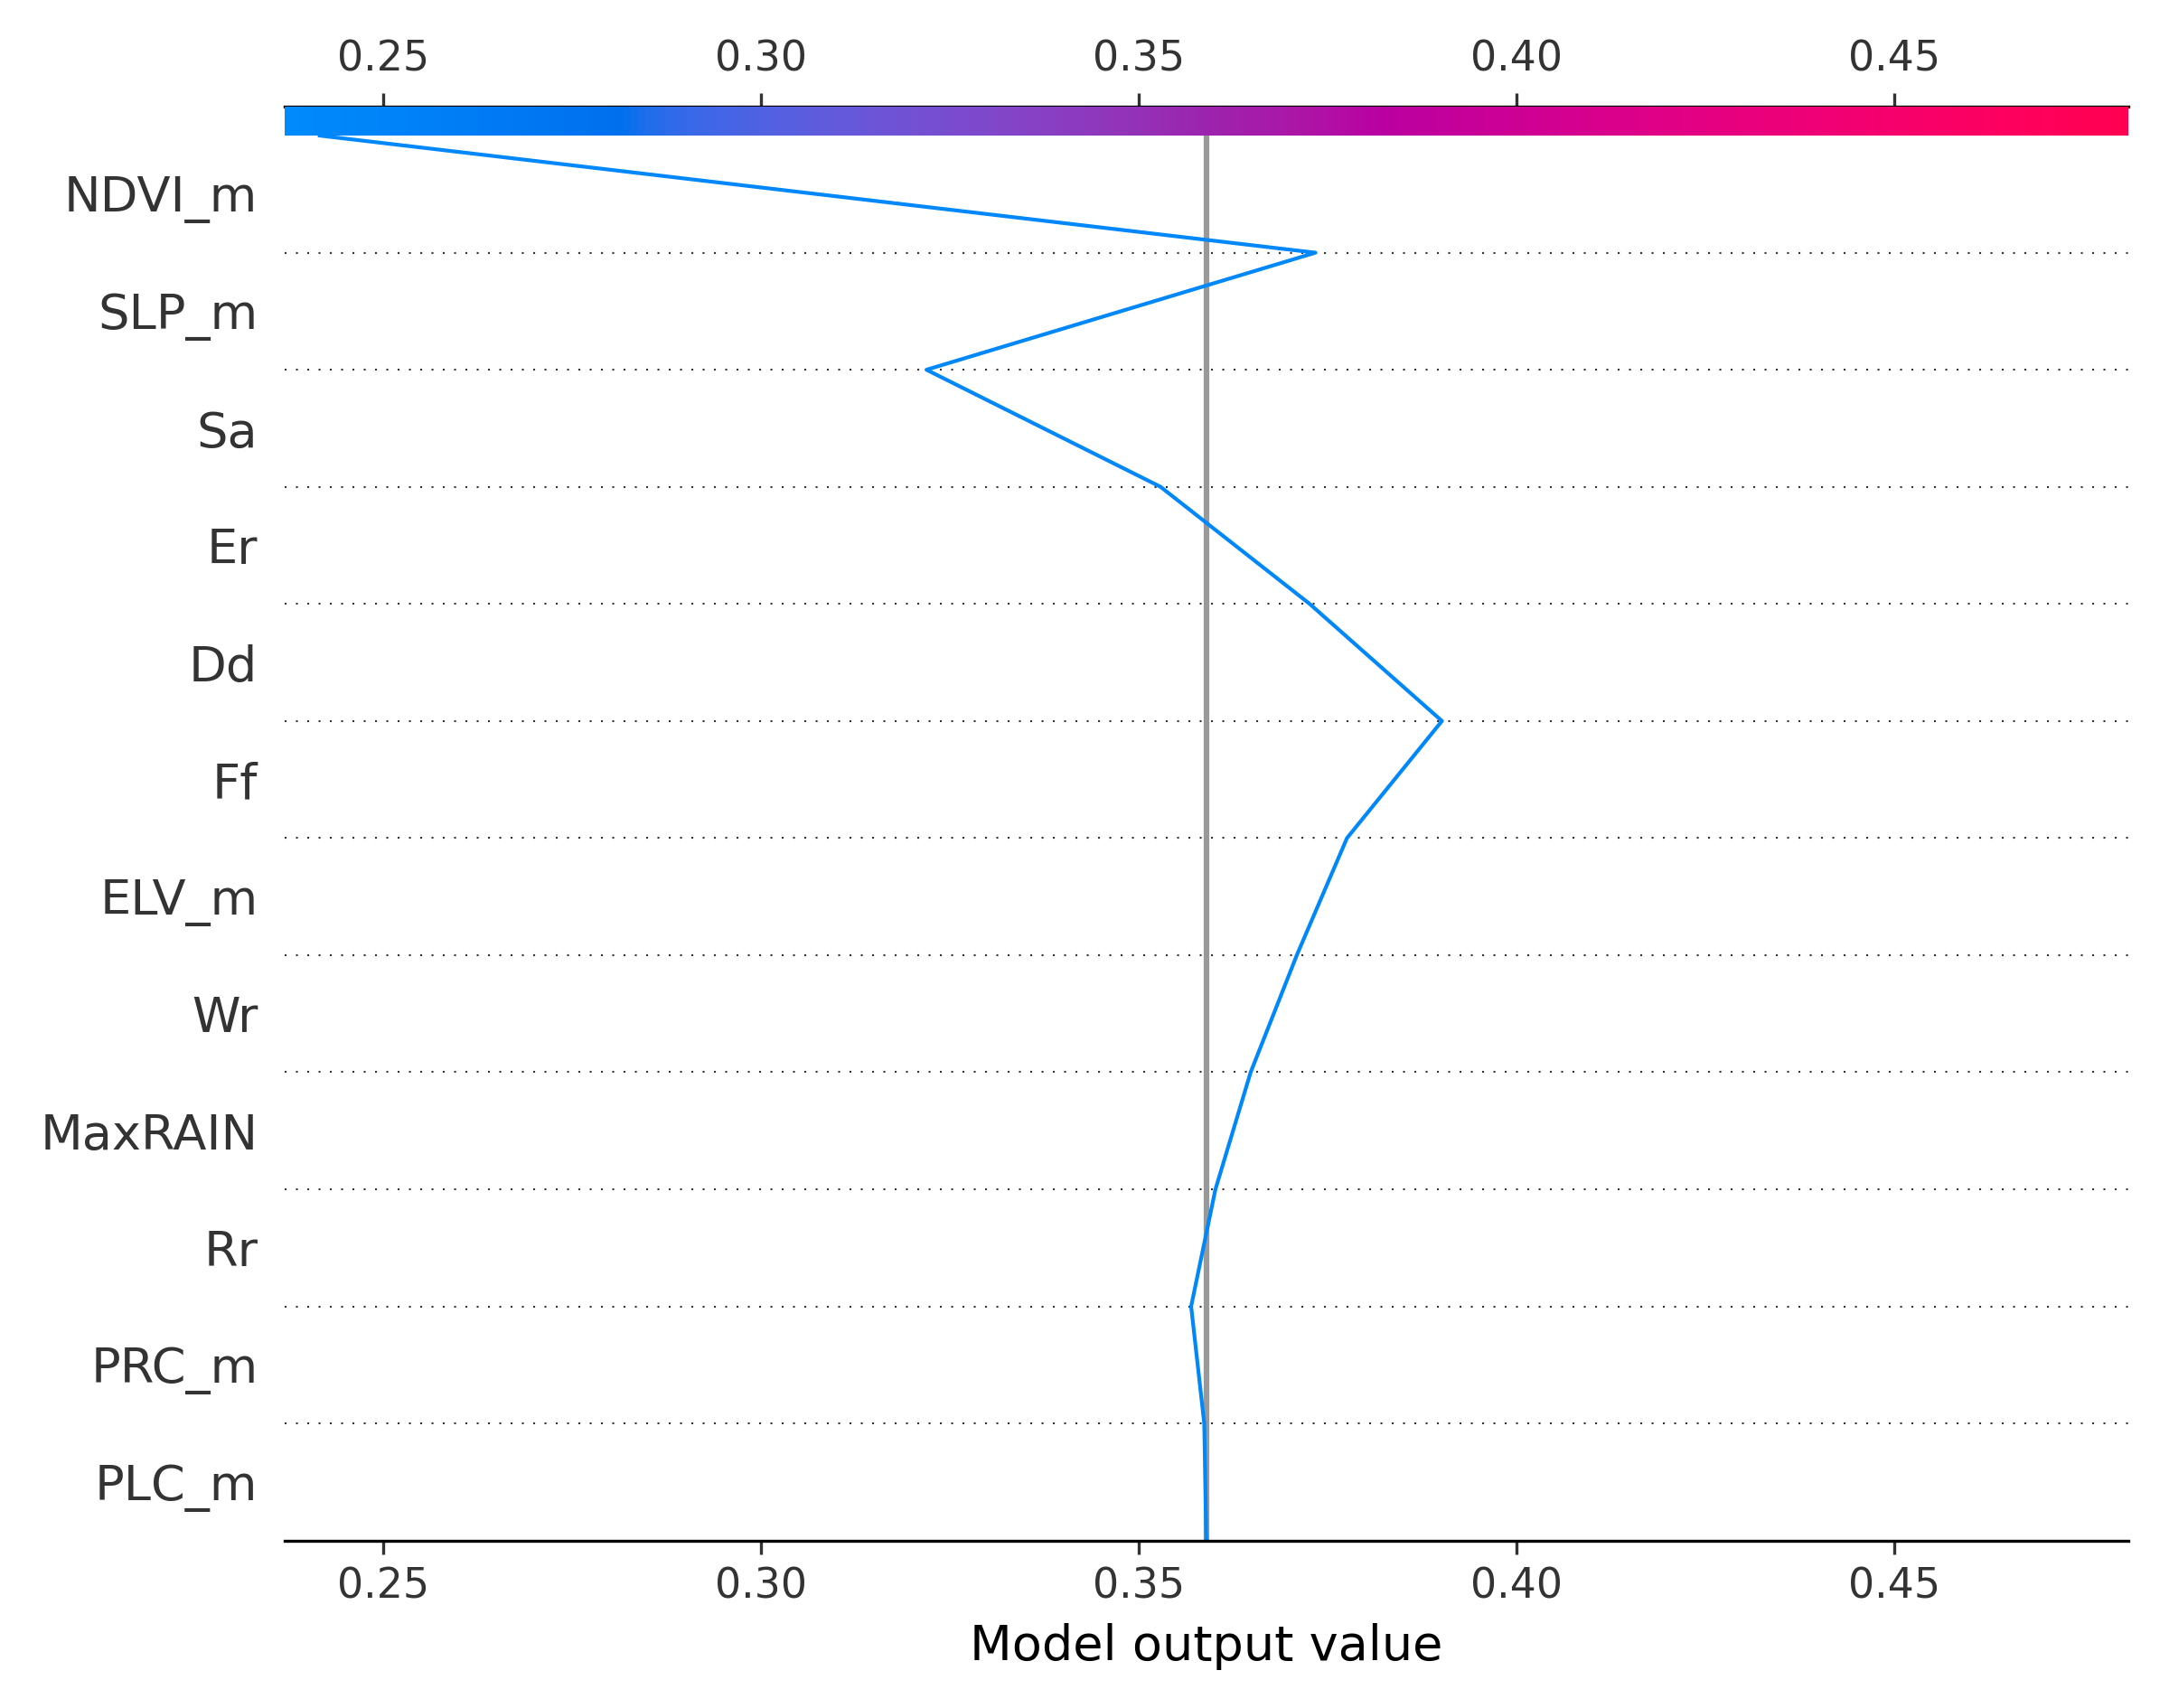 0.25 0.30 0.35 0.40 0.45
NDVI_m
SLP_m
Sa
Er
Dd
Ff
ELV_m
Wr
MaxRAIN
Rr
PRC_m
PLC_m
0.25 0.30 0.35 0.40 0.45
Model output value